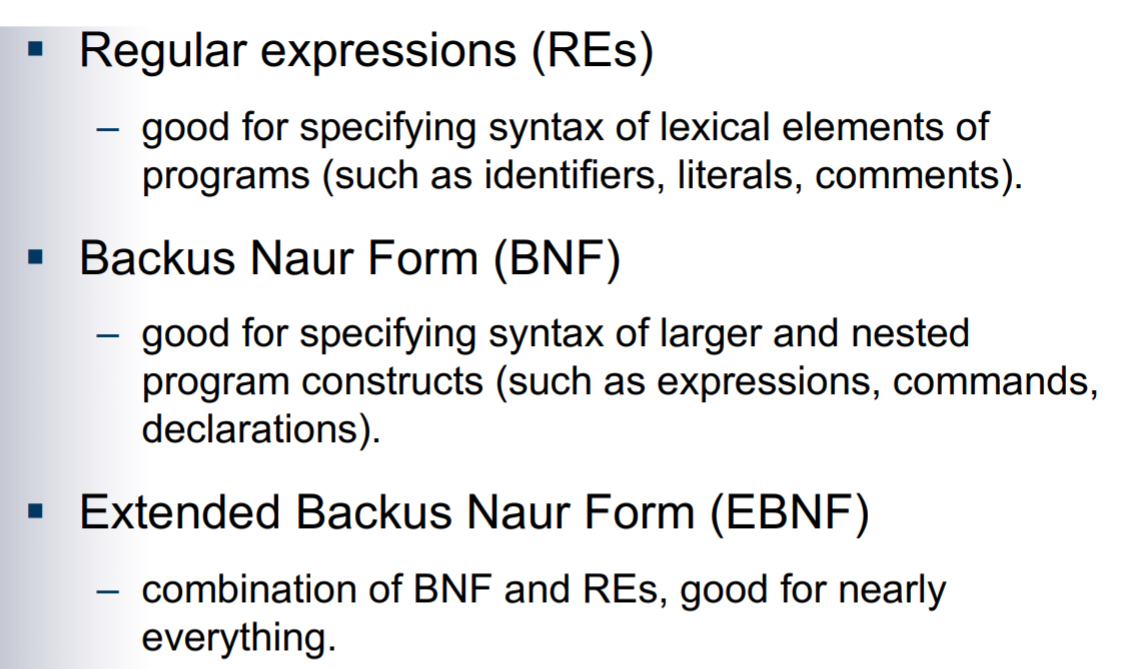 ▪ Regular expressions (REs)
– good for specifying syntax of lexical elements of
programs (such as identifiers, literals, comments).
▪ Backus Naur Form (BNF)
– good for specifying syntax of larger and nested
program constructs (such as expressions, commands,
declarations).
▪ Extended Backus Naur Form (EBNF)
– combination of BNF and REs, good for nearly
everything.